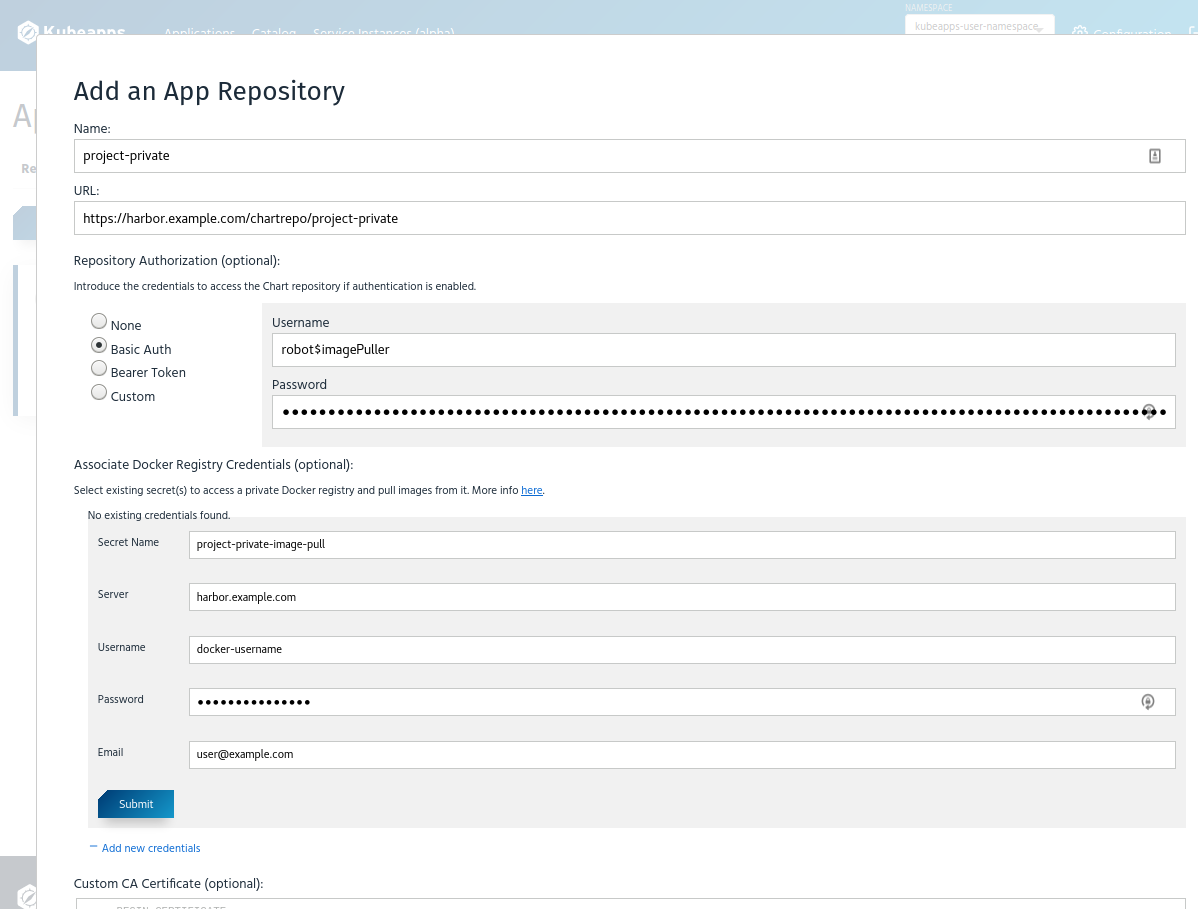 NAMESPACE
Kubeapps
Applications Catalog Service Instances (alpha)
kubeapps-user-namespace
Configuration
Add an App Repository
Name:
project-private
URL:
https://harbor.example.com/chartrepo/project-private
Repository Authorization (optional):
Introduce the credentials to access the Chart repository if authentication is enabled.
None
Basic Auth
Bearer Token
Custom
Username
robot$imagePuller
Password
Associate Docker Registry Credentials (optional):
Select existing secret(s) to access a private Docker registry and pull images from it. More info here.
No existing credentials found.
Secret Name
project-private-image-pull
Server
harbor.example.com
Username
docker-username
Password
Email
user@example.com
Submit
Add new credentials
Custom CA Certificate (optional):